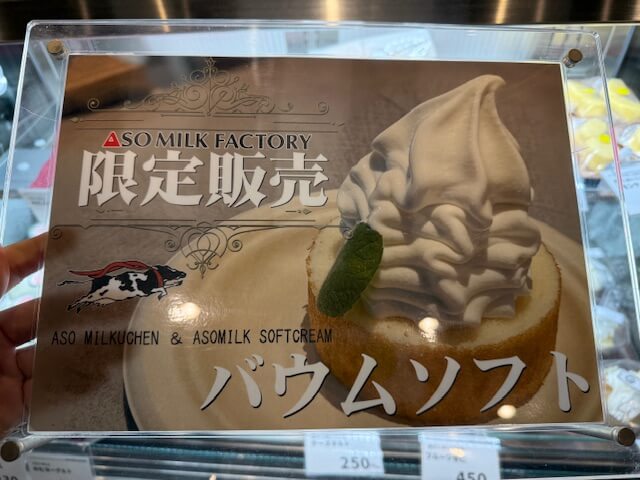 ASO MILK FACTORY
限定販売
ASO MILKUCHEN & ASOMILK SOFTCREAM
バウムソフト
250
450